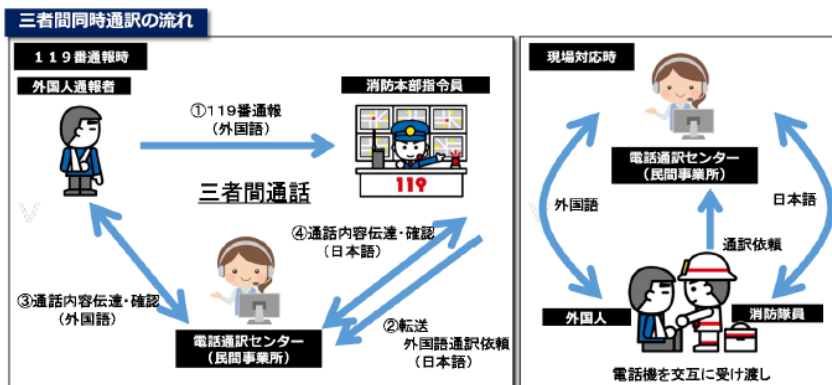 三者間同時通訳の流れ
119番通報時
外国人通報者
消防本部指令員
①119番通報
(外国語)
119
三者間通話
④通話内容伝達・確認
(日本語)
③通話内容伝達・確認
(外国語)
②転送
外国語通訳依頼
(日本語)
電話通訳センター
(民間事業所)
現場対応時
電話通訳センター
(民間事業所)
外国語
日本語
通訳依頼
外国人
消防隊員
電話機を交互に受け渡し